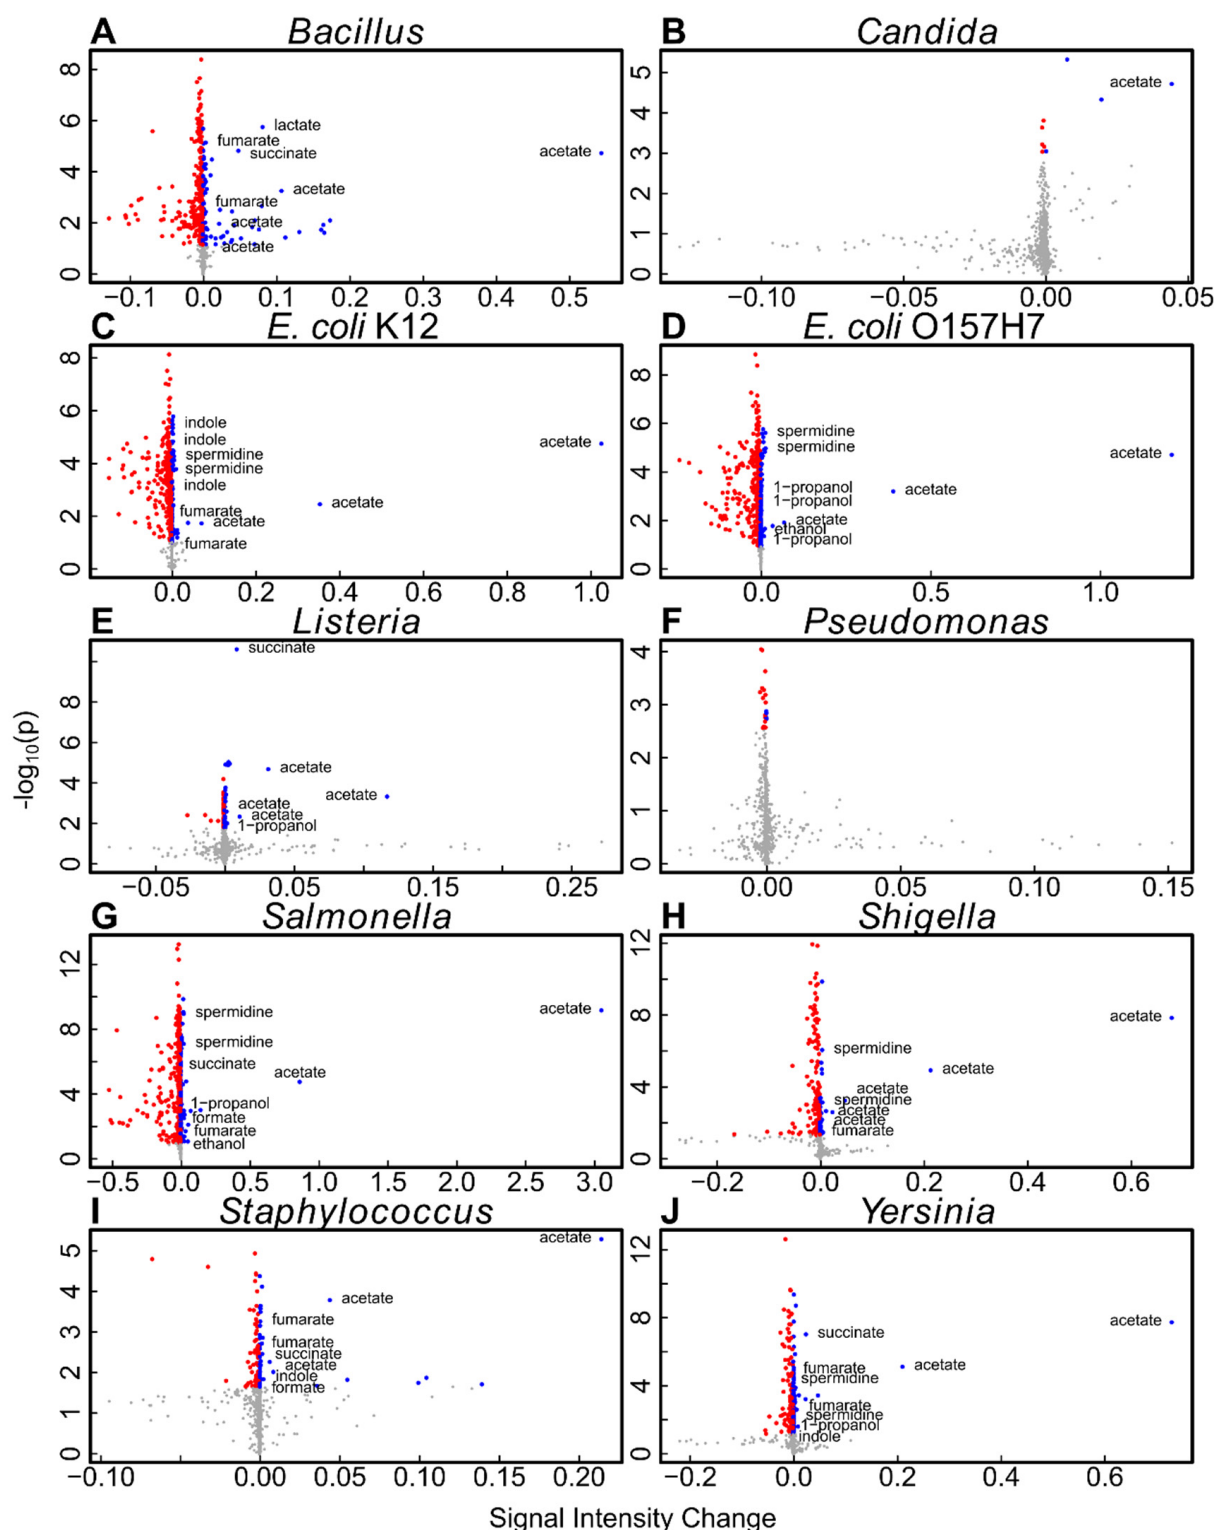 A Bacillus
B Candida
8
6
4
2
0
lactate
fumarate
succinate
acetate
acetate
fumarate
acetate
acetate
−0.1 0.0 0.1 0.2 0.3 0.4 0.5
5
4
3
2
1
0
acetate
−0.10 −0.05 0.00 0.05
C E. coli K12
D E. coli O157H7
8
6
4
2
0
indole
indole
spermidine
spermidine
indole
acetate
acetate
fumarate
acetate
fumarate
0.0 0.2 0.4 0.6 0.8 1.0
8
6
4
2
0
spermidine
spermidine
acetate
1−propanol
acetate
1−propanol
acetate
ethanol
1−propanol
0.0 0.5 1.0
E Listeria
F Pseudomonas
8
6
4
2
0
succinate
acetate
acetate
acetate
acetate
1−propanol
−0.05 0.00 0.05 0.15 0.25
4
3
2
1
0
0.00 0.05 0.10 0.15
-log10(p)
G Salmonella
H Shigella
12
8
4
0
spermidine
acetate
spermidine
succinate
acetate
1−propanol
formate
fumarate
ethanol
−0.5 0.0 0.5 1.0 1.5 2.0 2.5 3.0
12
8
4
0
acetate
spermidine
acetate
acetate
spermidine
acetate
acetate
fumarate
−0.2 0.0 0.2 0.4 0.6
I Staphylococcus
J Yersinia
5
4
3
2
1
0
acetate
acetate
fumarate
fumarate
succinate
acetate
indole
formate
−0.10 0.00 0.05 0.10 0.15 0.20
12
8
4
0
acetate
succinate
acetate
fumarate
spermidine
fumarate
spermidine
1−propanol
indole
−0.2 0.0 0.2 0.4 0.6
Signal Intensity Change